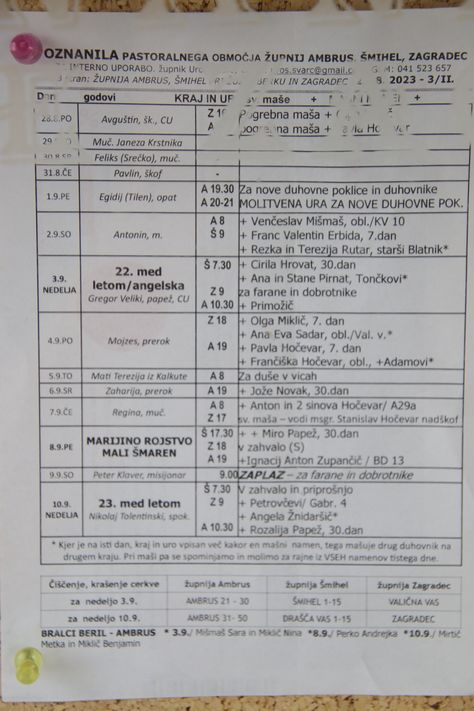 OZNANILA PASTORALNEGA OBMOČJA ŽUPNIJ AMBRUS, ŠMIHEL, ZAGRADEC
INTERNO UPORABO. župnik 041 523 657
ŽUPNIJA AMBRUS, ŠMIHEL IN ZAGRADEC 8. 2023 - 3/II.
godovi KRAJ IN sv. maše +
28.8.PO Avguštin, šk., CU Pogrebna maša +
A pogrebna maša + Hočevar
Muč. Janeza Krstnika
Feliks (Srečko), muč.
31.8.ČE Pavlin, škof -
1.9.PE Egidij (Tilen), opat A 19.30 Za nove duhovne poklice in duhovnike
A 20-21 MOLITVENA URA ZA NOVE DUHOVNE POK.
2.9.SO Antonin, m. A 8 + Venčeslav Mišmaš, obl./KV 10
Š 9 + Franc Valentin Erbida, 7.dan
+ Rezka in Terezija Rutar, starši Blatnik*
3.9. NEDELJA 22. med letom/angelska Š 7.30 + Cirila Hrovat, 30.dan
+ Ana in Stane Pirnat, Tončkovi*
Gregor Veliki, papež, CU Z 9 za farane in dobrotnike
A 10.30 + Primožič
4.9.PO Mojzes, prerok Z 18 + Olga Miklič, 7. dan
+ Ana Eva Sadar, obl./Val. v.*
A 19 + Pavla Hočevar, 7.dan
+ Frančiška Hočevar, obl., +Adamovi*
5.9.TO Mati Terezija iz Kalkute A 8 Za duše v vicah
6.9.SR Zaharija, prerok A 19 + Jože Novak, 30.dan
7.9.ČE Regina, muč. A 8 + Anton in 2 sinova Hočevar/ A29a
Z 17 sv. maša – vodi msgr. Stanislav Hočevar nadškof
8.9.PE MARIJINO ROJSTVO Š 17.30 + + Miro Papež, 30.dan
MALI ŠMAREN Z 18 v zahvalo (S)
A 19 +Ignacij Anton Zupančič / BD 13
9.9.SO Peter Klaver, misijonar 9.00 ZAPLAZ – za farane in dobrotnike
10.9. NEDELJA 23. med letom Š 7.30 V zahvalo in priprošnjo
Nikolaj Tolentinski, spok. Z 9 + Petrovčevi/ Gabr. 4
+ Angela Žnidaršič*
A 10.30 + Rozalija Papež, 30.dan
* Kjer je na isti dan, kraj in uro vpisan več kakor en mašni namen, tega mašuje drug duhovnik na
drugem kraju. Pri maši pa se spominjamo in molimo za rajne iz VSEH namenov tistega dne.
Čiščenje, krašenje cerkve župnija Ambrus župnija Šmihel župnija Zagradec
za nedeljo 3.9. AMBRUS 21 - 30 ŠMIHEL 1-15 VALIČNA VAS
za nedeljo 10.9. AMBRUS 31- 50 DRAŠČA VAS 1-15 ZAGRADEC
BRALCI BERIL - AMBRUS * 3.9./ Mišmaš Sara in Miklič Nina *8.9./ Perko Andrejka *10.9./ Mirtič
Metka in Miklič Benjamin